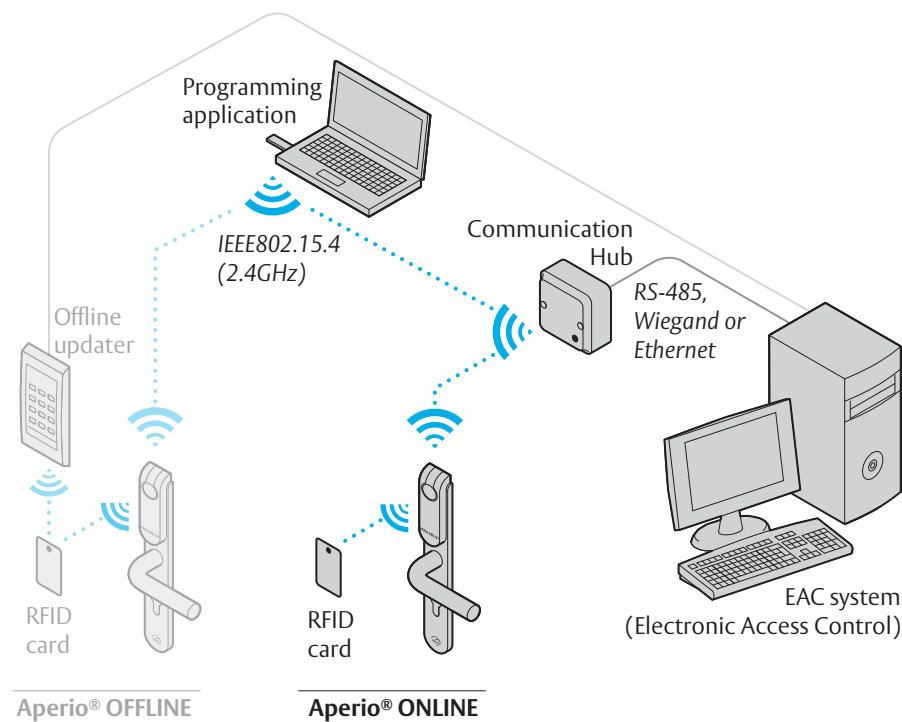 Programming
application
IEEE802.15.4
(2.4GHz)
Communication
Hub
RS-485,
Wiegand or
Ethernet
Offline
updater
RFID
card
RFID
card
EAC system
(Electronic Access Control)
Aperio® OFFLINE
Aperio® ONLINE